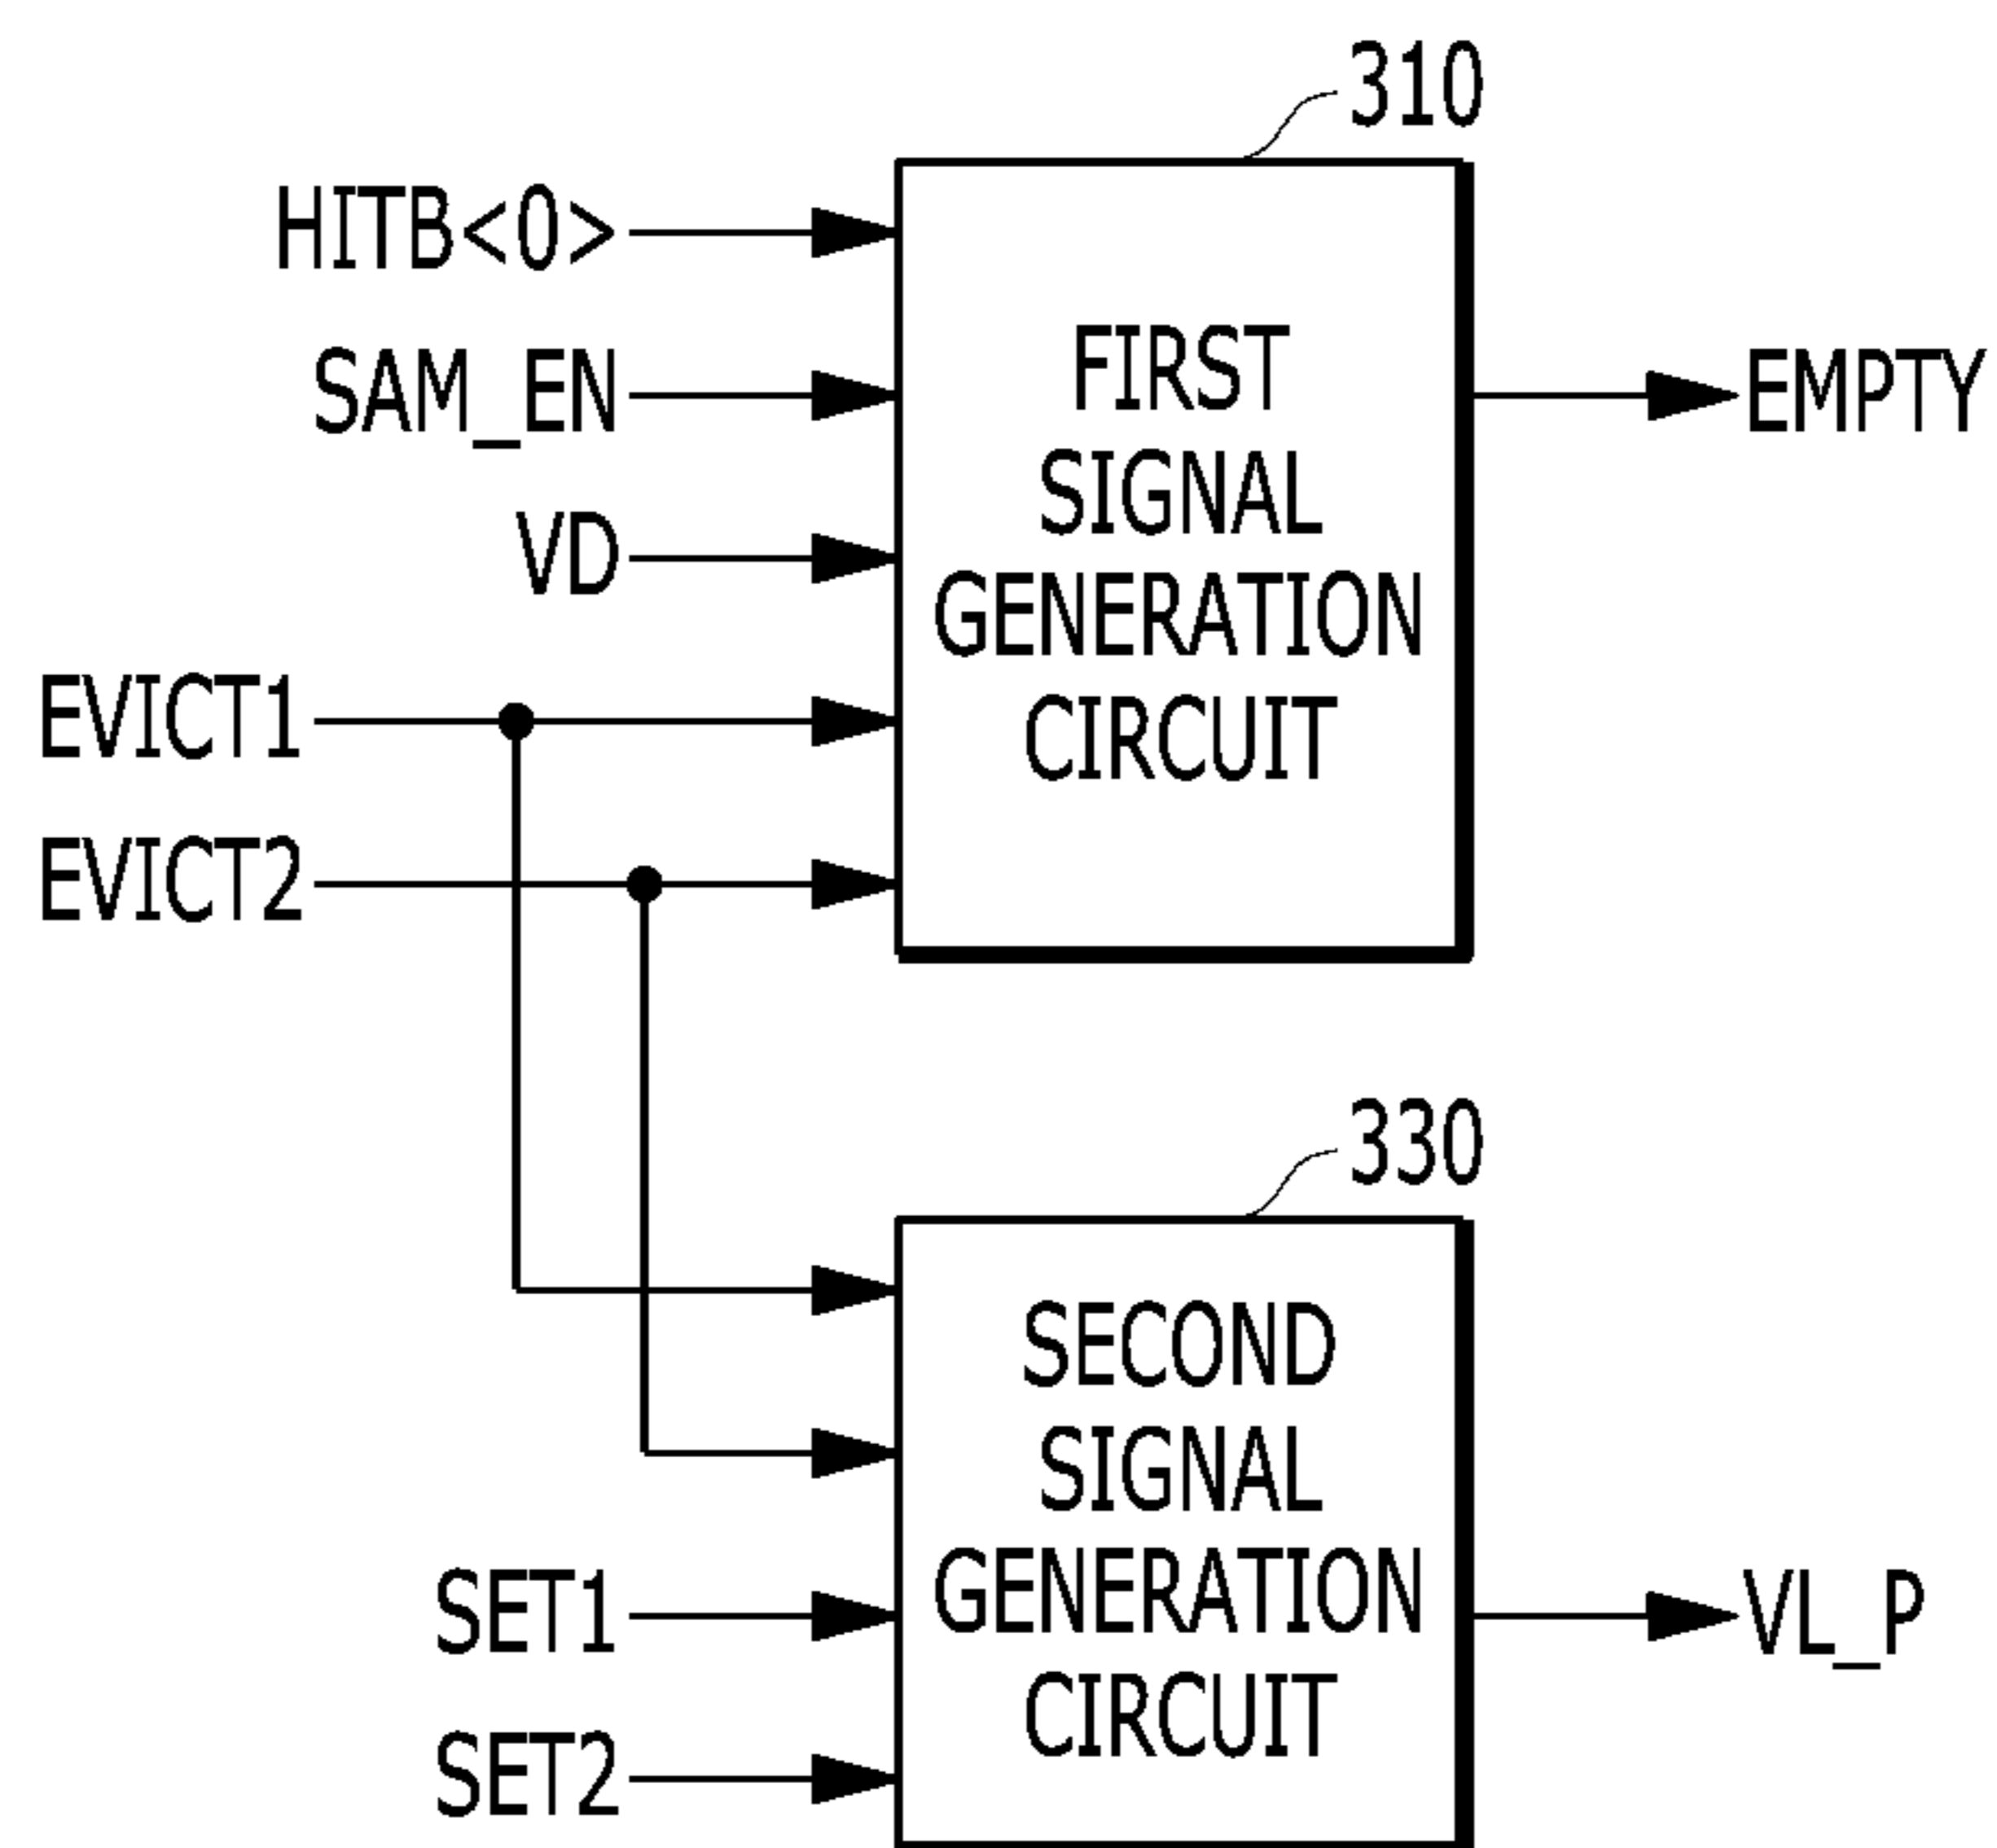 310
HITB<0>
SAM_EN
VD
EVICT1
EVICT2
FIRST
SIGNAL
GENERATION
CIRCUIT
EMPTY
330
SECOND
SIGNAL
GENERATION
CIRCUIT
SET1
SET2
VL_P